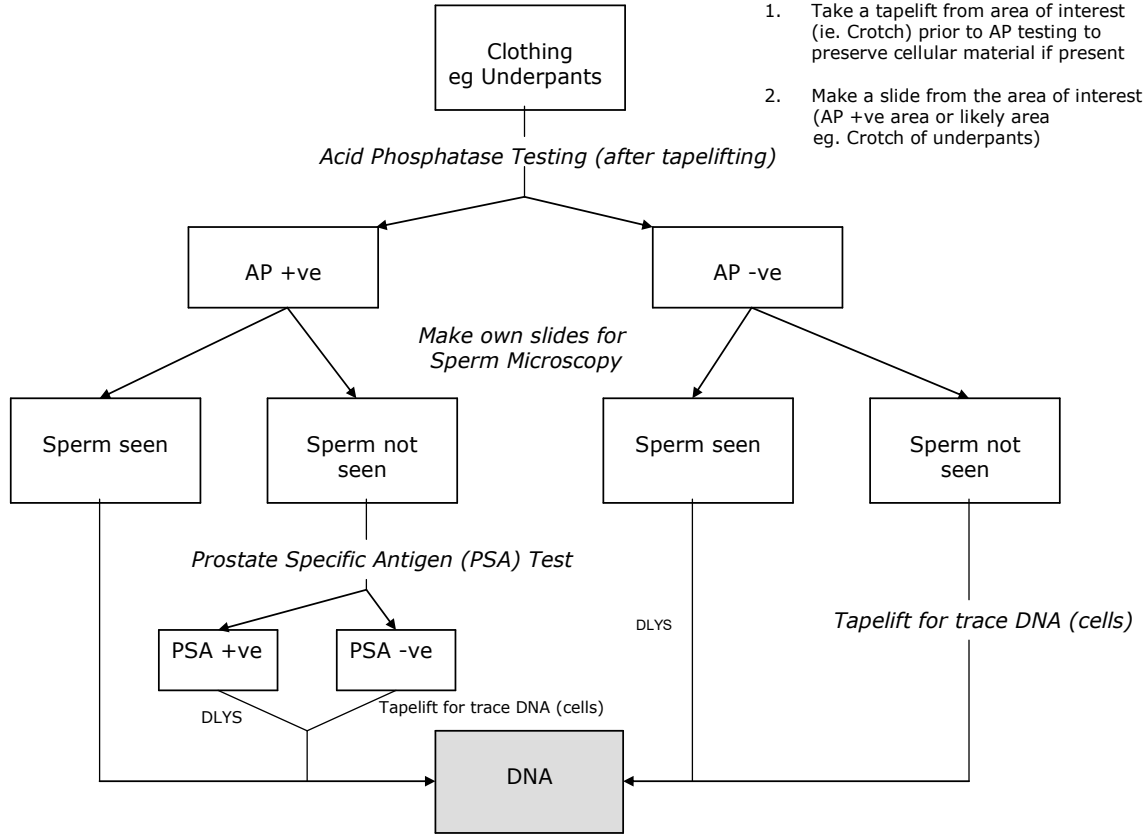 1. Take a tapelift from area of interest
(ie. Crotch) prior to AP testing to
preserve cellular material if present
2. Make a slide from the area of interest
(AP +ve area or likely area
eg. Crotch of underpants)
Clothing
eg Underpants
Acid Phosphatase Testing (after tapelifting)
AP +ve
AP -ve
Make own slides for
Sperm Microscopy
Sperm seen
Sperm not
seen
Sperm seen
Sperm not
seen
Prostate Specific Antigen (PSA) Test
DLYS
Tapelift for trace DNA (cells)
PSA +ve
PSA -ve
DLYS
Tapelift for trace DNA (cells)
DNA